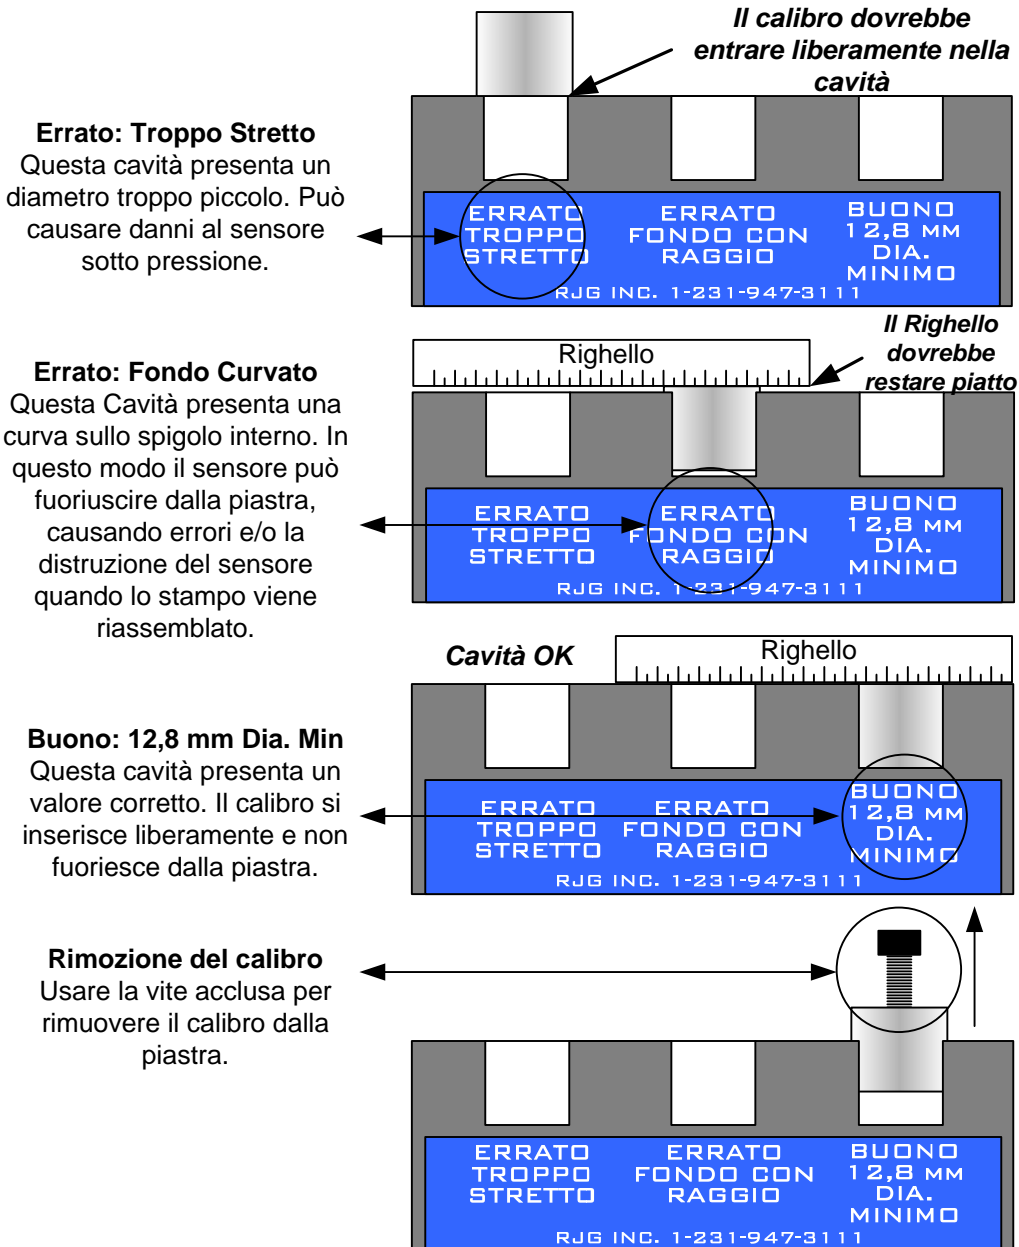 Il calibro dovrebbe
entrare liberamente nella
cavità
Errato: Troppo Stretto
Questa cavità presenta un
diametro troppo piccolo. Può
causare danni al sensore
sotto pressione.
ERRATO
TROPPO
STRETTO
ERRATO
FONDO CON
RAGGIO
BUONO
12,8 MM
DIA.
MINIMO
RJG INC. 1-231-947-3111
Il Righello
dovrebbe
restare piatto
Righello
Errato: Fondo Curvato
Questa Cavità presenta una
curva sullo spigolo interno. In
questo modo il sensore può
fuoriuscire dalla piastra,
causando errori e/o la
distruzione del sensore
quando lo stampo viene
riassemblato.
ERRATO
TROPPO
STRETTO
ERRATO
FONDO CON
RAGGIO
BUONO
12,8 MM
DIA.
MINIMO
RJG INC. 1-231-947-3111
Cavità OK
Righello
Buono: 12,8 mm Dia. Min
Questa cavità presenta un
valore corretto. Il calibro si
inserisce liberamente e non
fuoriesce dalla piastra.
ERRATO
TROPPO
STRETTO
ERRATO
FONDO CON
RAGGIO
BUONO
12,8 MM
DIA.
MINIMO
RJG INC. 1-231-947-3111
Rimozione del calibro
Usare la vite acclusa per
rimuovere il calibro dalla
piastra.
ERRATO
TROPPO
STRETTO
ERRATO
FONDO CON
RAGGIO
BUONO
12,8 MM
DIA.
MINIMO
RJG INC. 1-231-947-3111